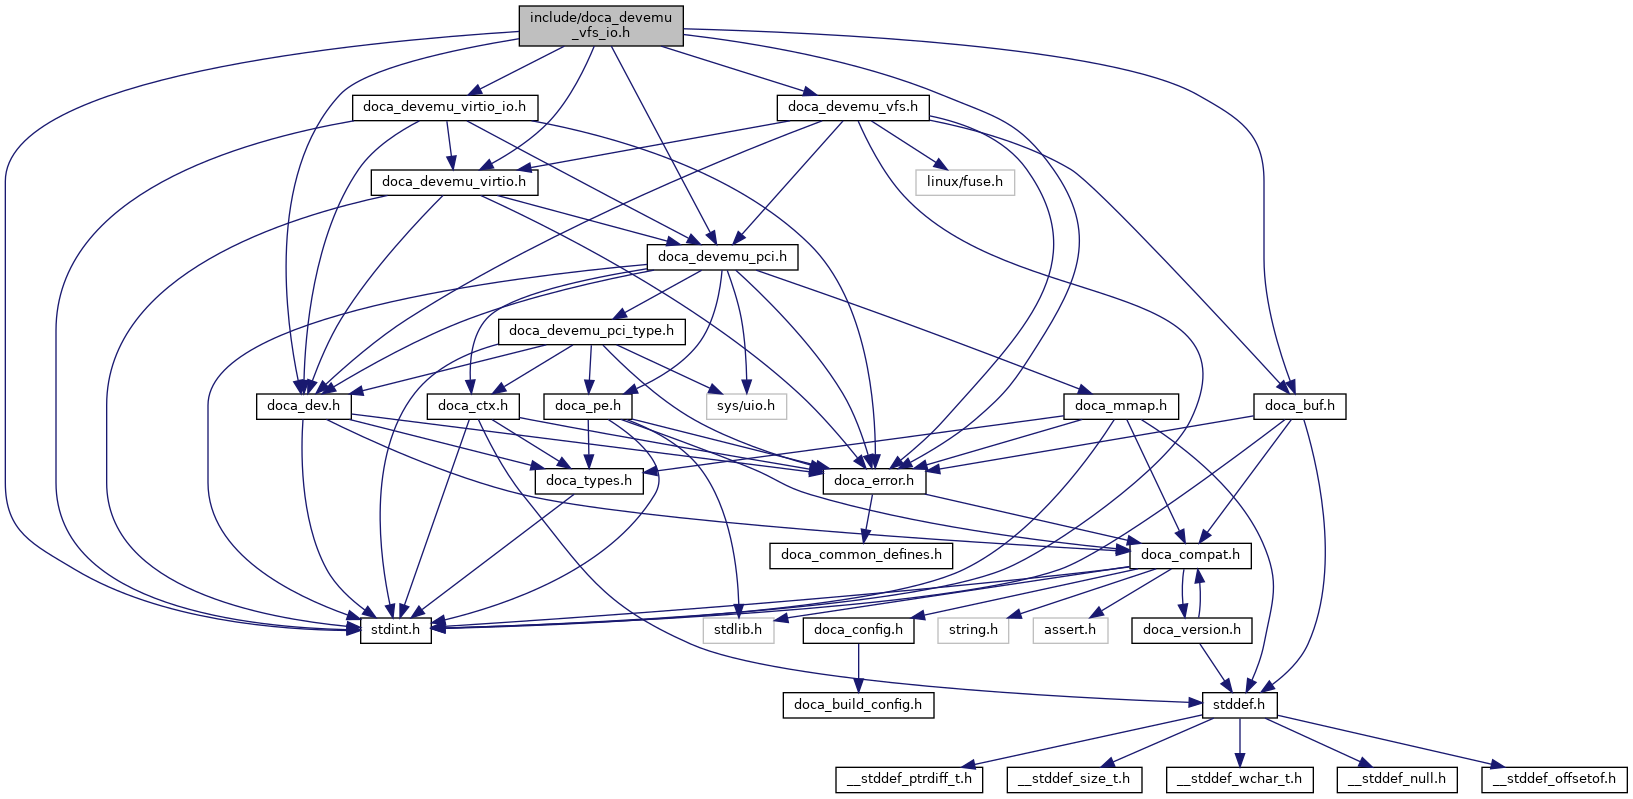 include/doca_devemu
_vfs_io.h
doca_devemu_virtio_io.h
doca_devemu_vfs.h
doca_devemu_virtio.h
linux/fuse.h
doca_devemu_pci.h
doca_devemu_pci_type.h
doca_dev.h
doca_ctx.h
doca_pe.h
sys/uio.h
doca_mmap.h
doca_buf.h
doca_types.h
doca_error.h
doca_common_defines.h
doca_compat.h
stdint.h
stdlib.h
doca_config.h
string.h
assert.h
doca_version.h
doca_build_config.h
stddef.h
__stddef_ptrdiff_t.h
__stddef_size_t.h
__stddef_wchar_t.h
__stddef_null.h
__stddef_offsetof.h